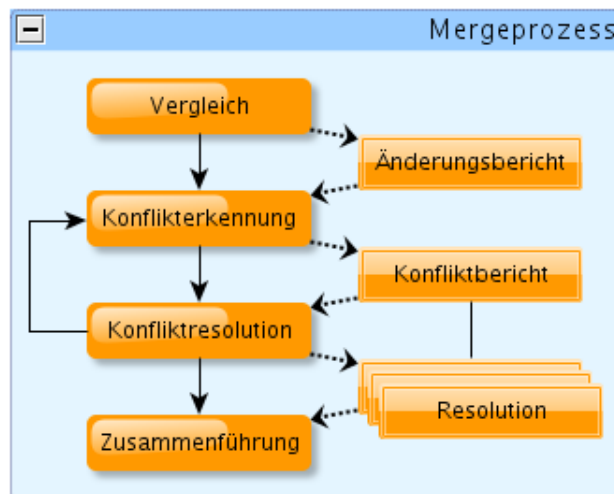 Mergeprozess
Vergleich
Änderungsbericht
Konflikterkennung
Konfliktbericht
Konfliktresolution
Resolution
Zusammenführung